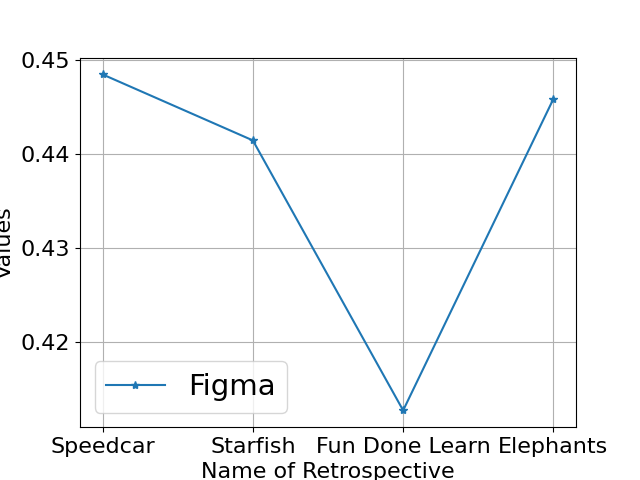 0.45
0.44
0.43
0.42
Values
Figma
Speedcar Starfish Fun Done Learn Elephants
Name of Retrospective